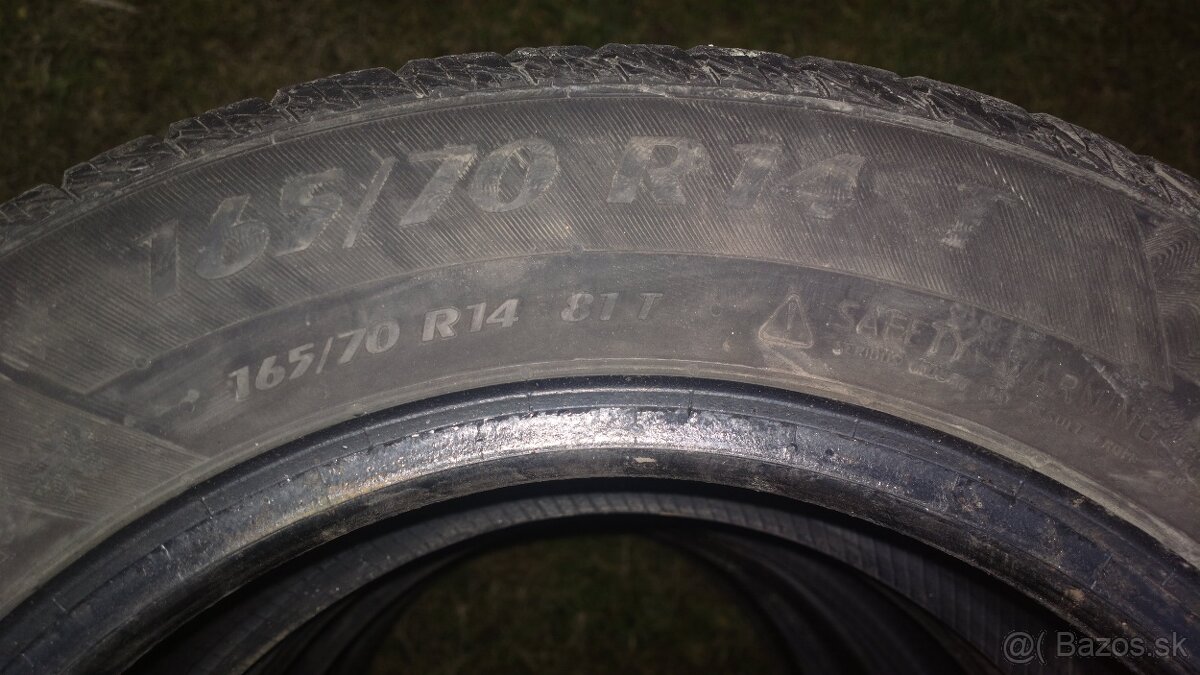 165/70 R14 T
165/70 R14 81 T
SAFETY WARNING
@( Bazos.sk